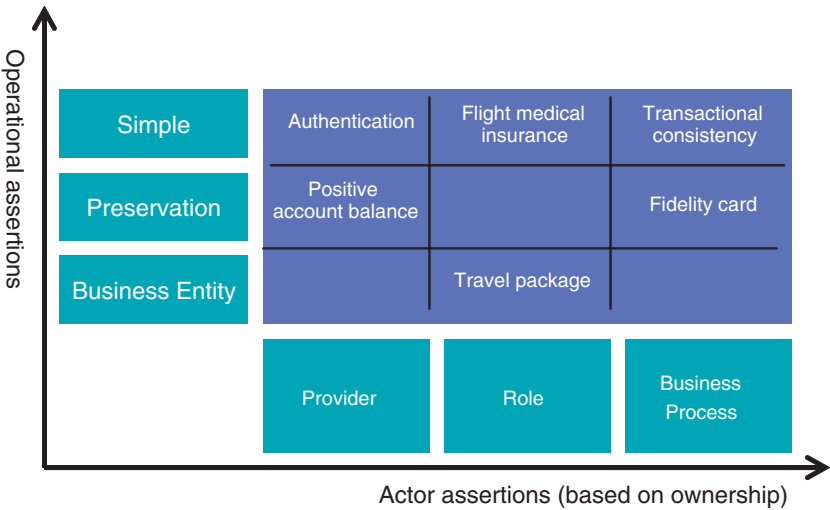 Operational assertions
Simple
Authentication
Flight medical
insurance
Transactional
consistency
Preservation
Positive
account balance
Fidelity card
Business Entity
Travel package
Provider
Role
Business
Process
Actor assertions (based on ownership)